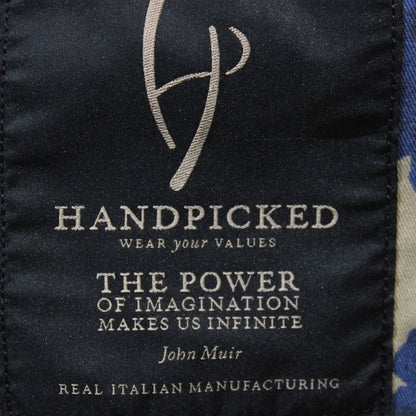 HANDPICKED
WEAR your VALUES
THE POWER
OF IMAGINATION
MAKES US INFINITE
John Muir
REAL ITALIAN MANUFACTURING